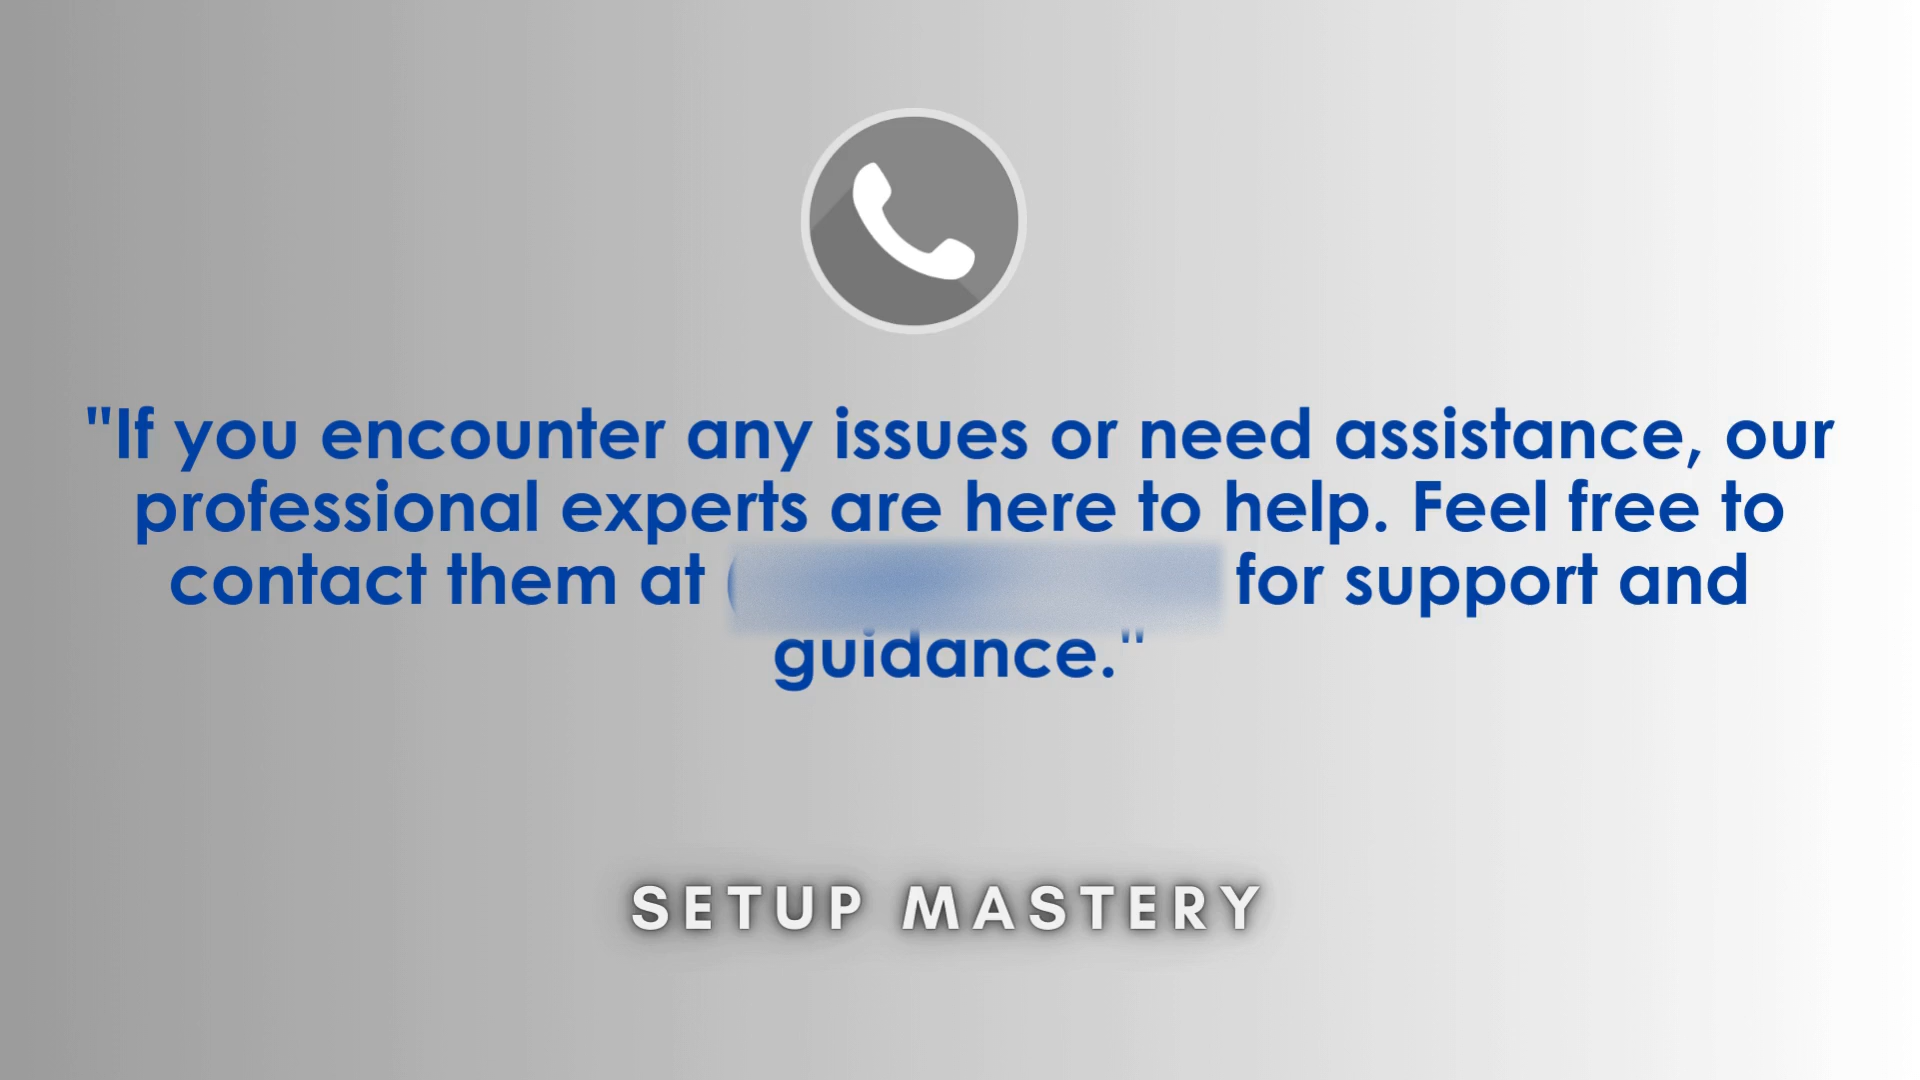 "If you encounter any issues or need assistance, our
professional experts are here to help. Feel free to
contact them at for support and
guidance."
SETUP MASTERY